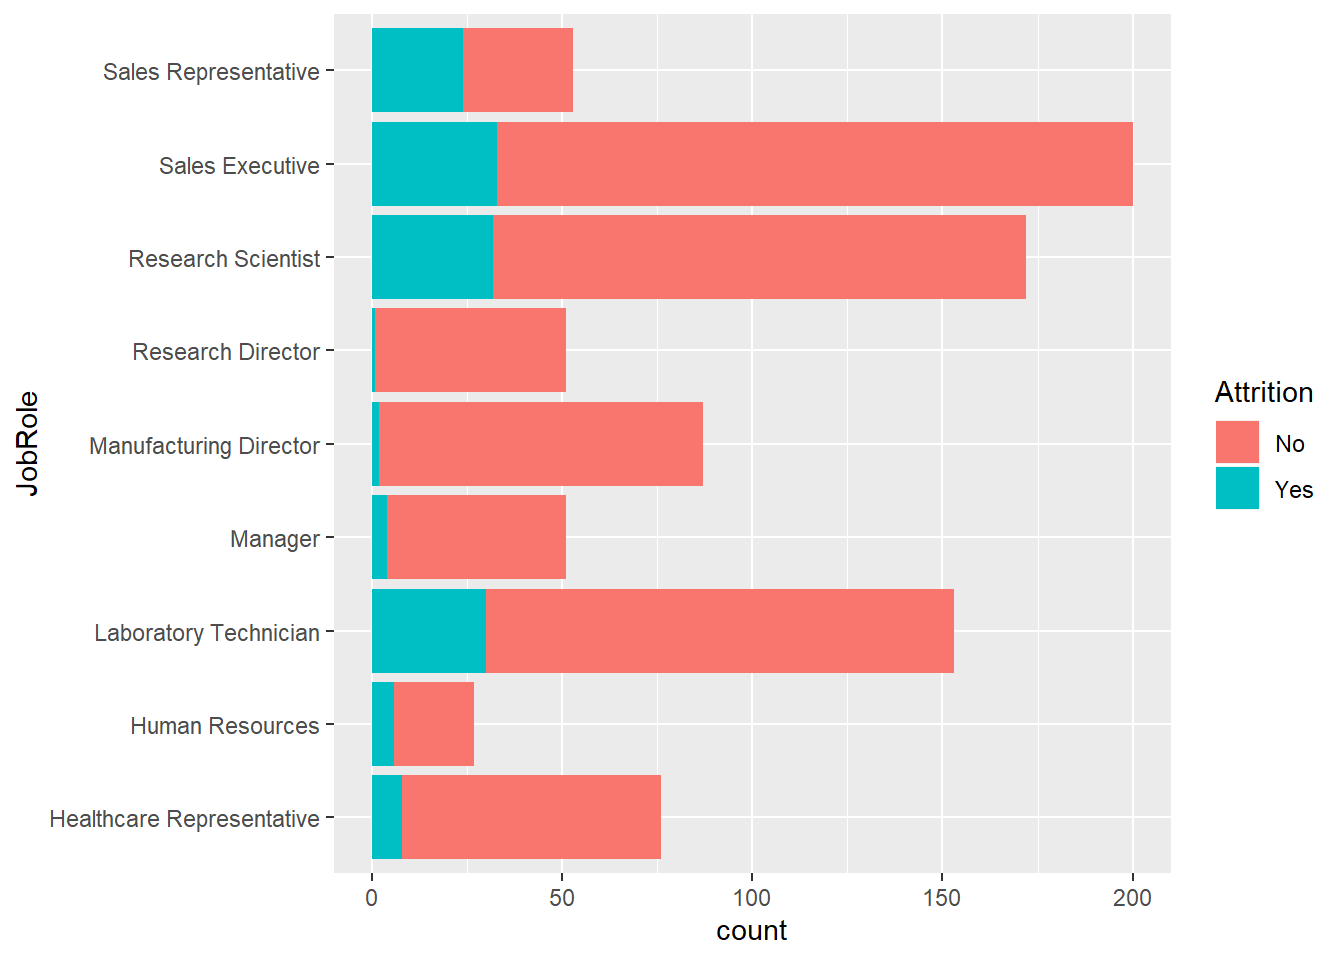 JobRole
Sales Representative
Sales Executive
Research Scientist
Research Director
Manufacturing Director
Manager
Laboratory Technician
Human Resources
Healthcare Representative
0 50 100 150 200
count
Attrition
No
Yes